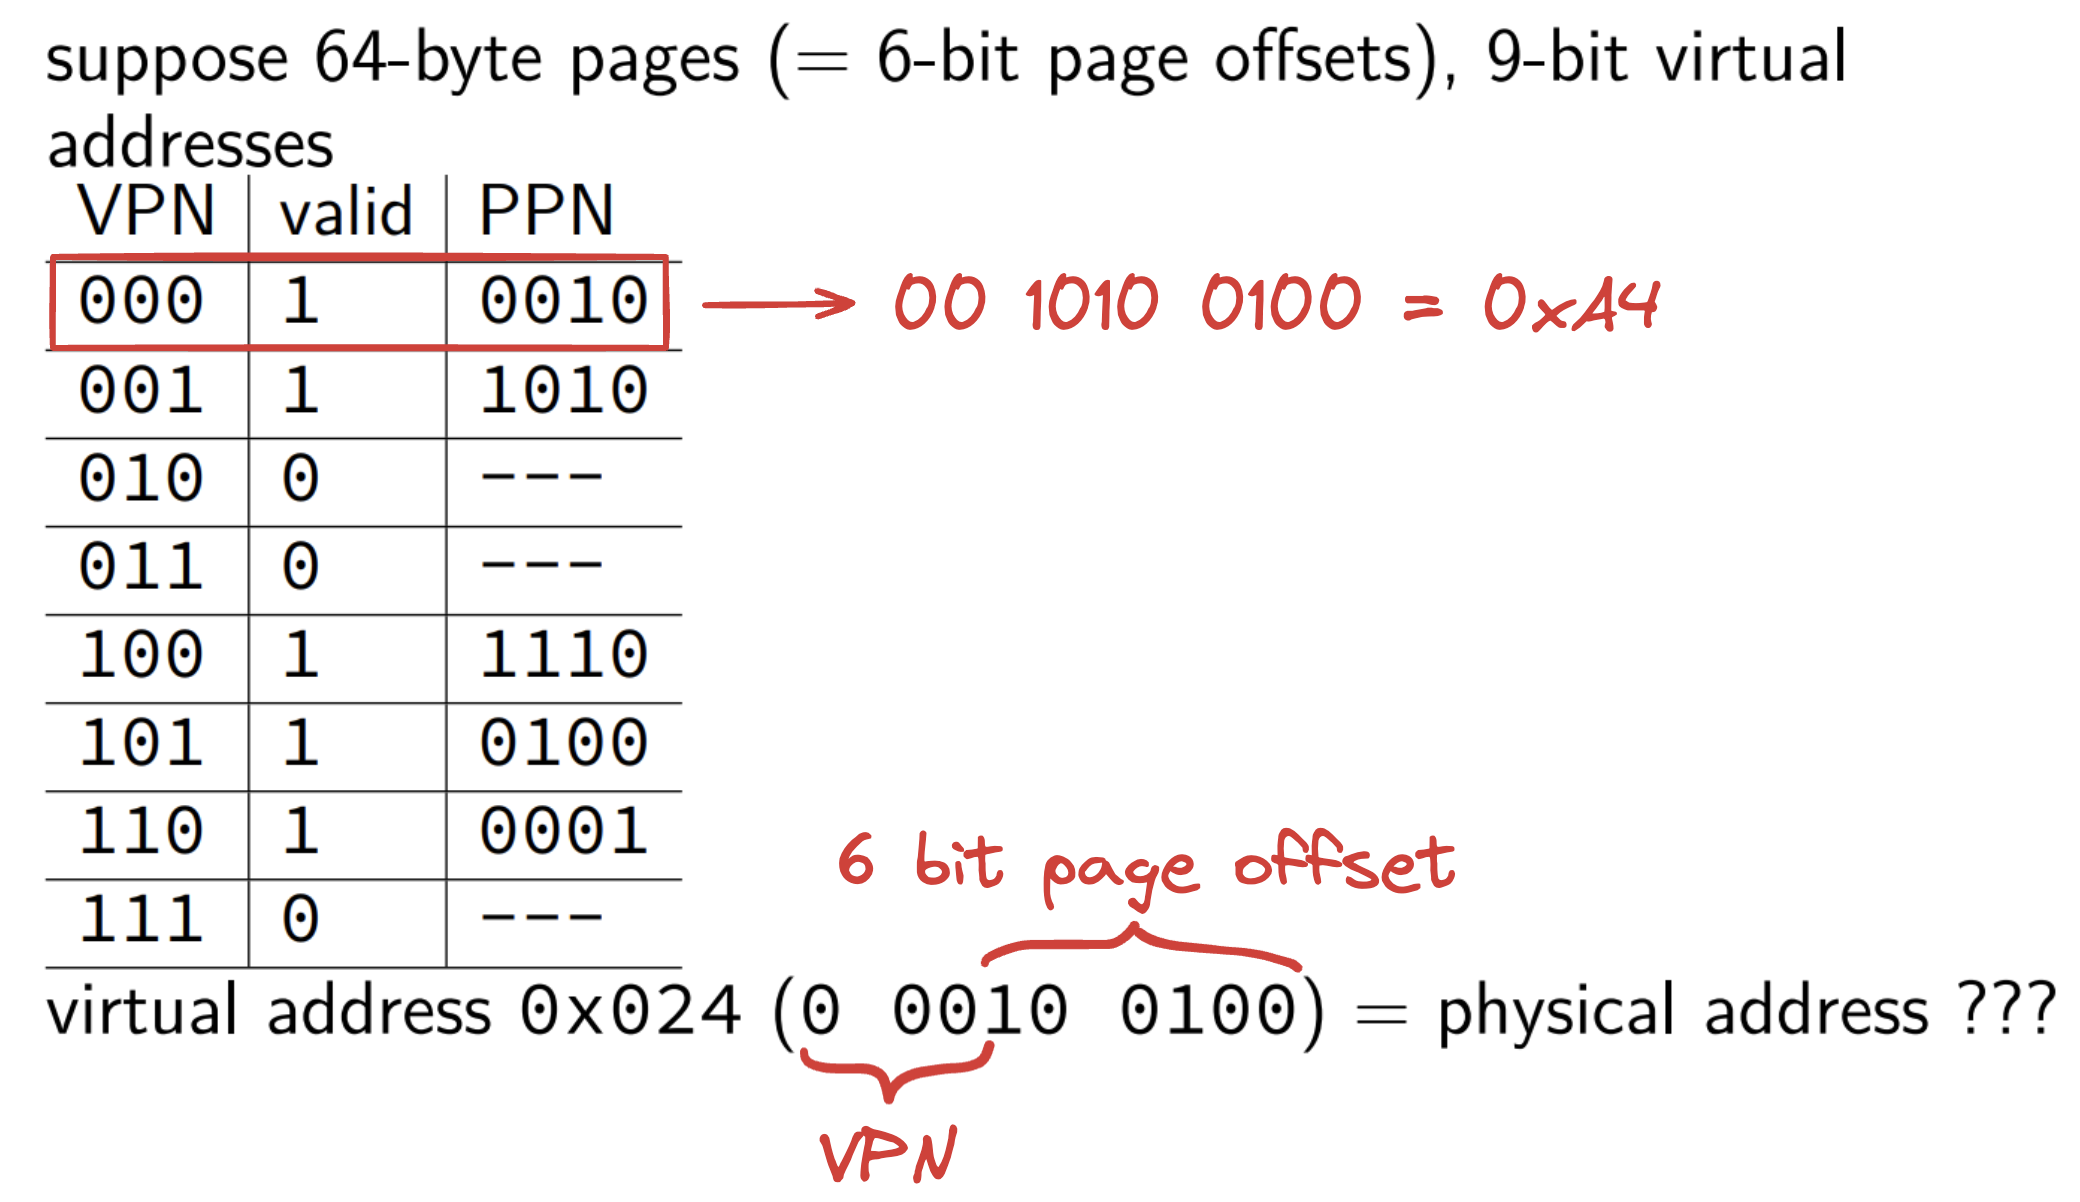 suppose 64-byte pages (= 6-bit page offsets), 9-bit virtual
addresses
VPN valid PPN
000 1 0010 → 00 1010 0100 = 0xA4
001 1 1010
010 0 ---
011 0 ---
100 1 1110
101 1 0100
110 1 0001
6 bit page offset
111 0 ---
virtual address 0x024 (0 0010 0100) = physical address ???
VPN